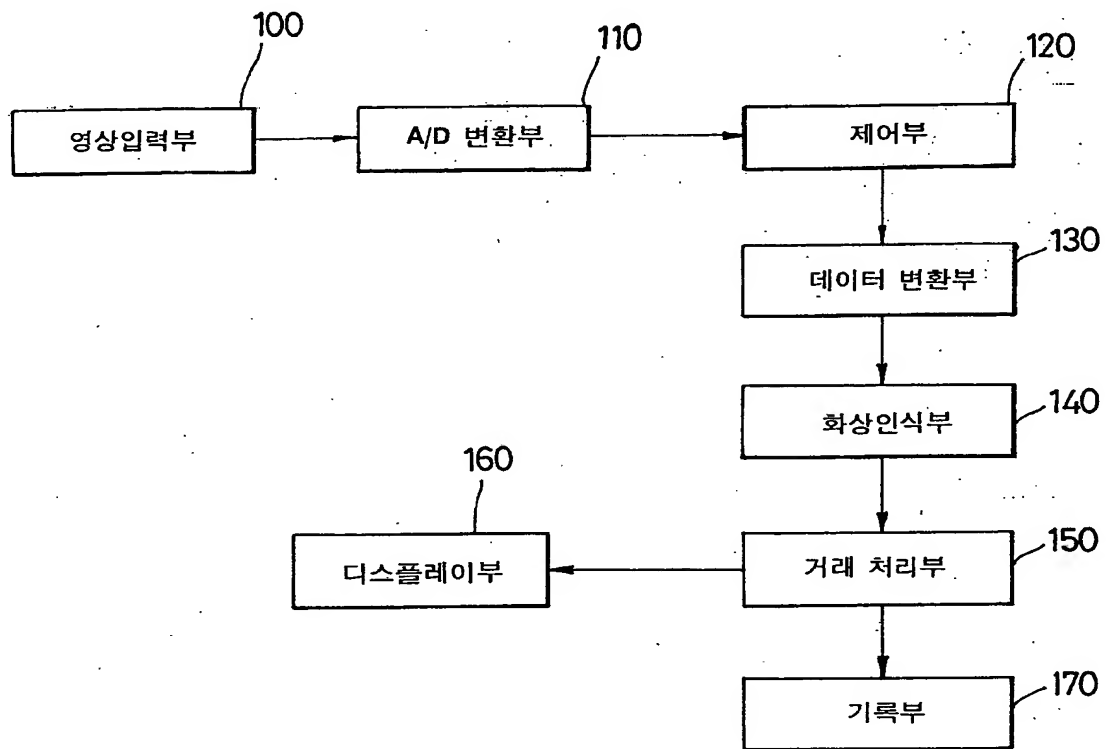 100
110
120
영상입력부
A/D 변환부
제어부
130
데이터 변환부
140
화상인식부
160
150
디스플레이부
거래 처리부
170
기록부